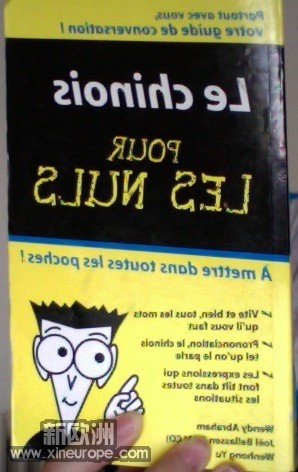 Partout avec vous,
votre guide de conversation !
Le chinois
POUR
LES NULS
À mettre dans toutes les poches !
✓ Vite et bien, tous les mots
qu'il vous faut
✓ Prononciation, le chinois
tel qu'on le parle
✓ Les expressions qui
font tilt dans toutes
les situations
Wendy Abraham
Joël Bellassen
Wenhong Yu
新欧洲
www.xineurope.com